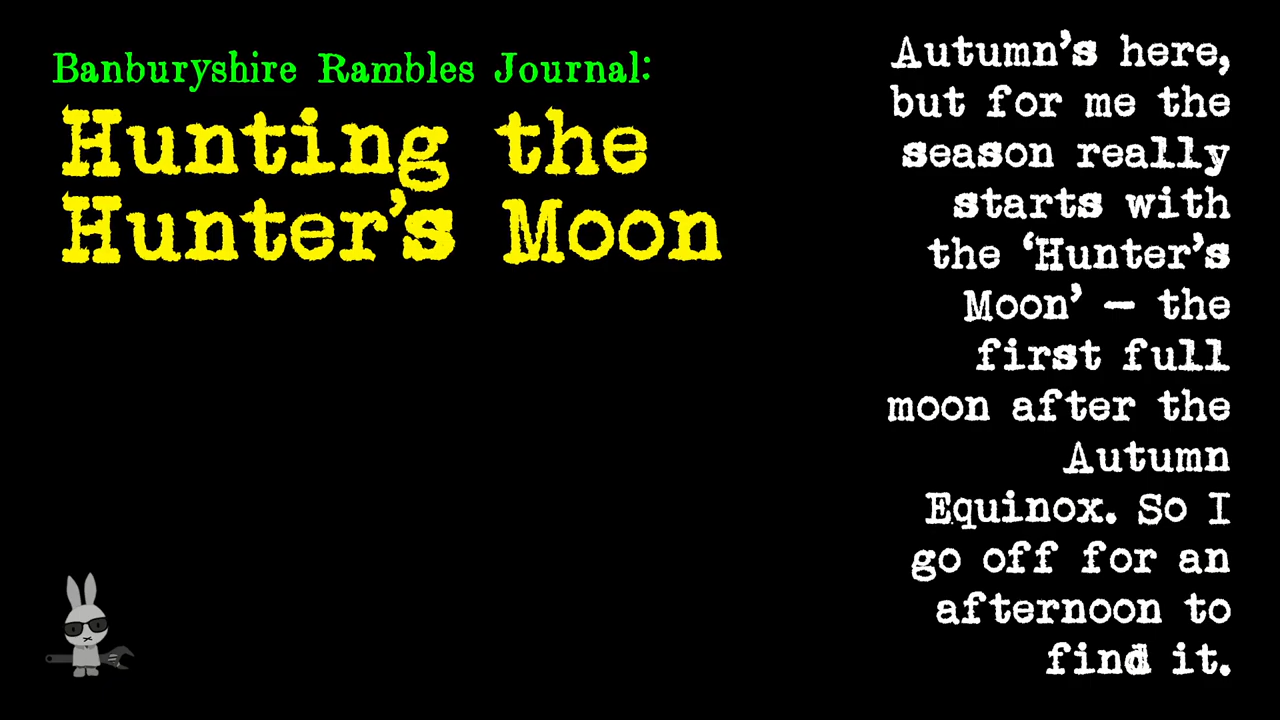 Banburyshire Rambles Journal:
Hunting the
Hunter's Moon
Autumn's here,
but for me the
season really
starts with
the ‘Hunter's
Moon’ — the
first full
moon after the
Autumn
Equinox. So I
go off for an
afternoon to
find it.